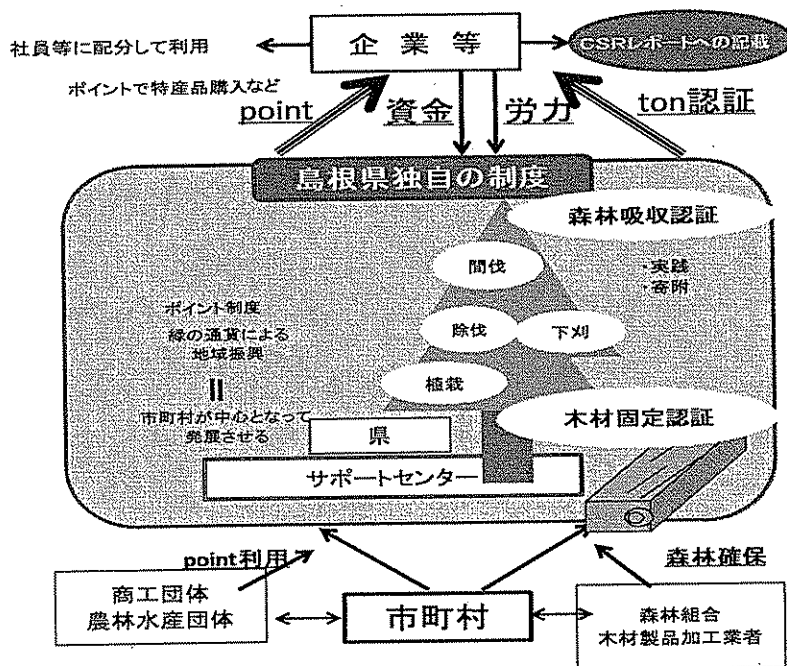 企業等
社員等に配分して利用
CSRレポートへの記載
ポイントで特産品購入など
point
資金
労力
ton認証
島根県独自の制度
森林吸収認証
間伐
・実践
・寄附
ポイント制度
緑の通貨による
地域振興
除伐
下刈
植栽
市町村が中心となって
発展させる
木材固定認証
県
サポートセンター
point利用
森林確保
商工団体
農林水産団体
市町村
森林組合
木材製品加工業者